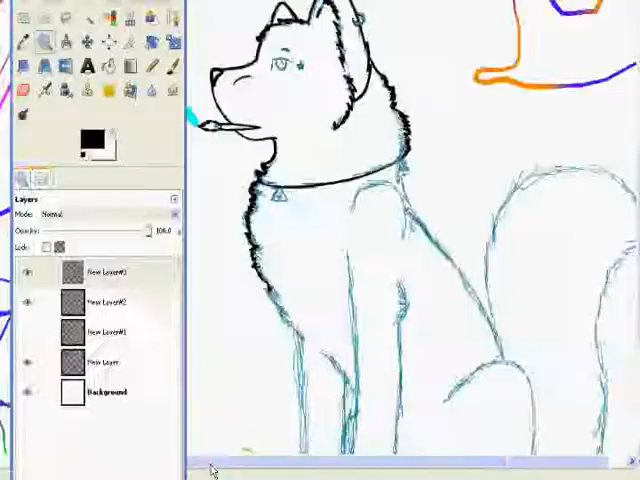 Layers
Mode: Normal
Opacity: 100.0
Lock:
New Layer#3
New Layer#2
New Layer#1
New Layer
Background